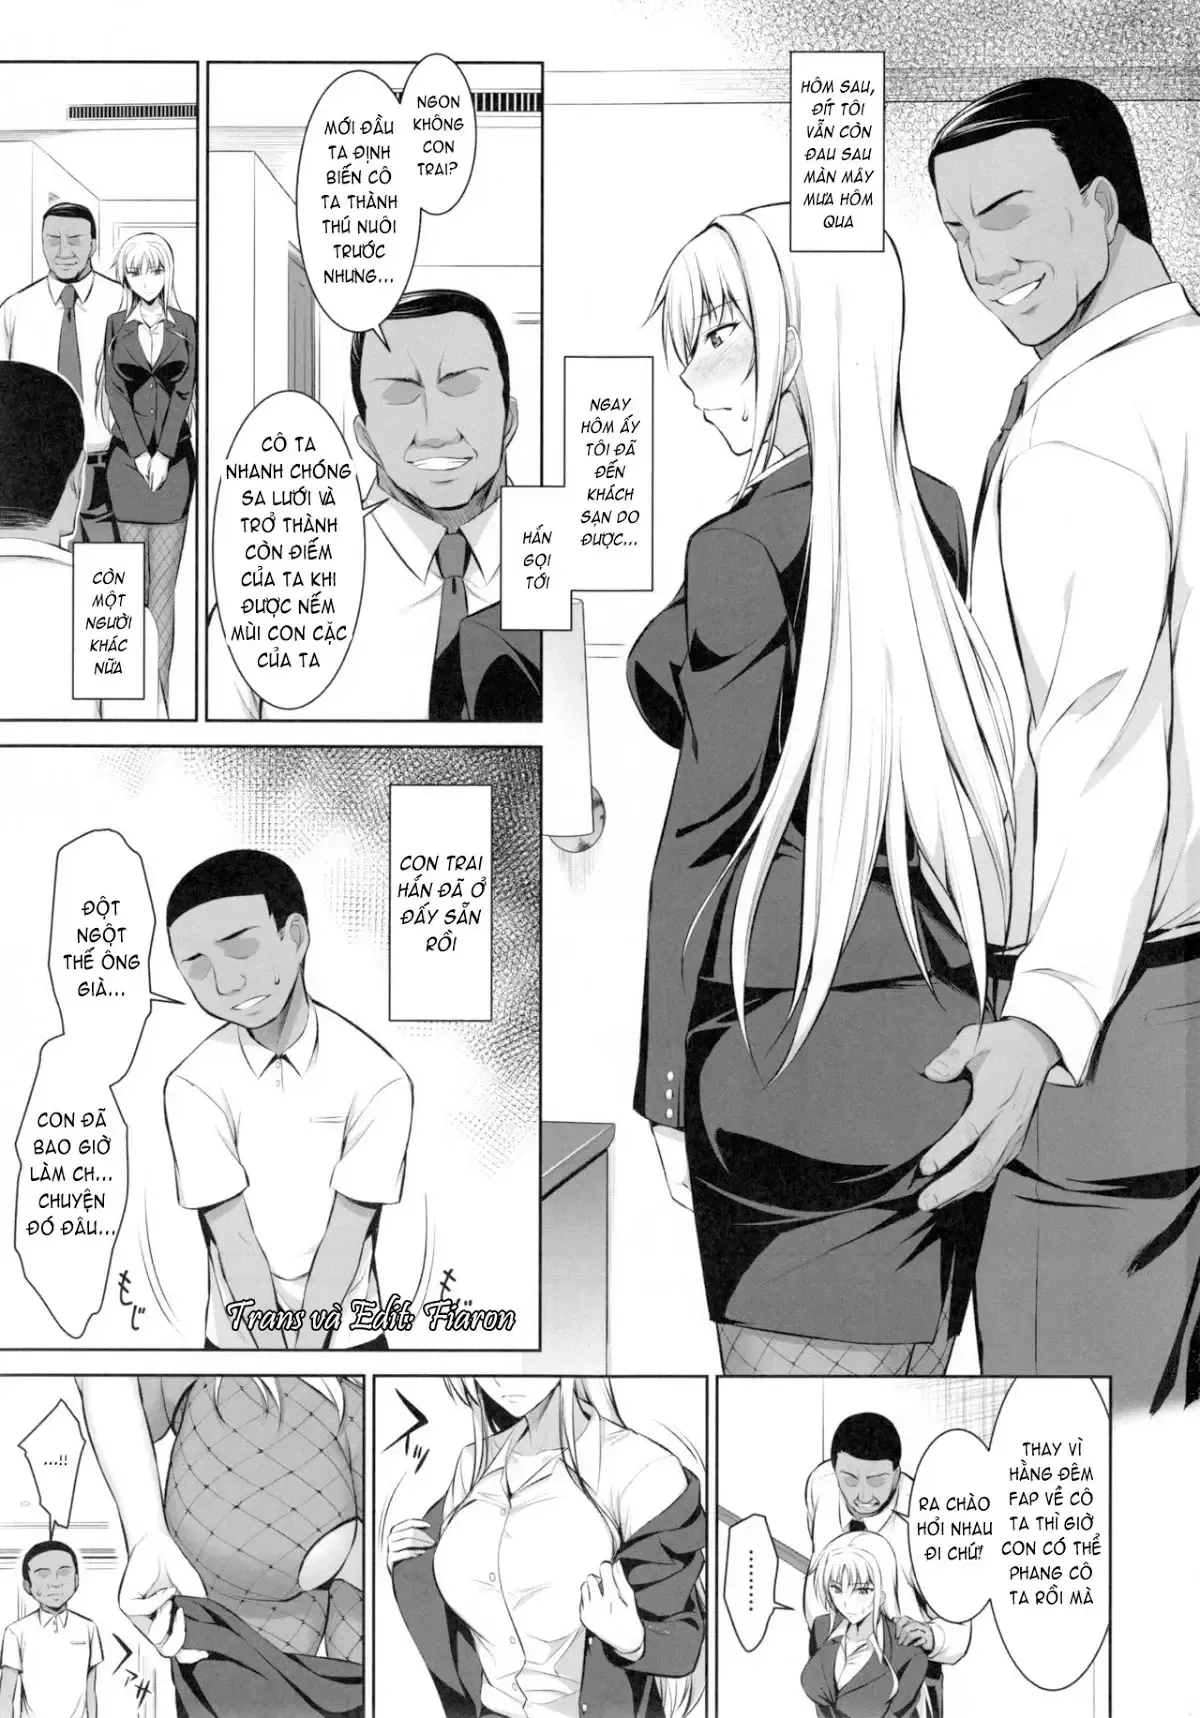 HÔM SAU,
ĐÍT TÔI
VẪN CÒN
ĐAU SAU
MÀN MÂY
MƯA HÔM
QUA
NGAY
HÔM ẤY
TÔI ĐÃ
ĐẾN
KHÁCH
SẠN DO
ĐƯỢC...
HẮN
GỌI
TỚI
NGON
KHÔNG
CON
TRAI?
MỚI ĐẦU
TA ĐỊNH
BIẾN CÔ
TA THÀNH
THÚ NUÔI
TRƯỚC
NHƯNG...
CÔ TA
NHANH CHÓNG
SA LƯỚI VÀ
TRỞ THÀNH
CÒN ĐIẾM
CỦA TA KHI
ĐƯỢC NẾM
MÙI CON CẶC
CỦA TA
CÒN
MỘT
NGƯỜI
KHÁC
NỮA
CON TRAI
HẮN ĐÃ Ở
ĐẤY SẴN
RỒI
ĐỘT
NGỘT
THẾ ÔNG
GIÀ...
CON ĐÃ
BAO GIỜ
LÀM CH...
CHUYỆN
ĐÓ ĐÂU...
もじ
もじ
Trans và Edit: Fiaron
THAY VÌ
HẰNG ĐÊM
FAP VỀ CÔ
TA THÌ GIỜ
CON CÓ THỂ
PHANG CÔ
TA RỒI MÀ
RA CHÀO
HỎI NHAU
ĐI CHỨ!
.........
...!!